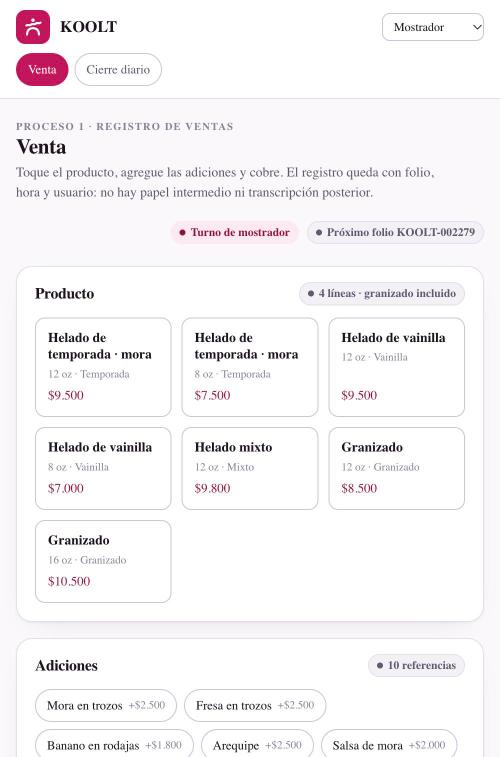 KOOLT
Mostrador
Venta
Cierre diario
PROCESO 1 · REGISTRO DE VENTAS
Venta
Toque el producto, agregue las adiciones y cobre. El registro queda con folio,
hora y usuario: no hay papel intermedio ni transcripción posterior.
Turno de mostrador
Próximo folio KOOLT-002279
Producto
4 líneas · granizado incluido
Helado de
temporada · mora
12 oz · Temporada
$9.500
Helado de
temporada · mora
8 oz · Temporada
$7.500
Helado de vainilla
12 oz · Vainilla
$9.500
Helado de vainilla
8 oz · Vainilla
$7.000
Helado mixto
12 oz · Mixto
$9.800
Granizado
12 oz · Granizado
$8.500
Granizado
16 oz · Granizado
$10.500
Adiciones
10 referencias
Mora en trozos +$2.500
Fresa en trozos +$2.500
Banano en rodajas +$1.800
Arequipe +$2.500
Salsa de mora +$2.000